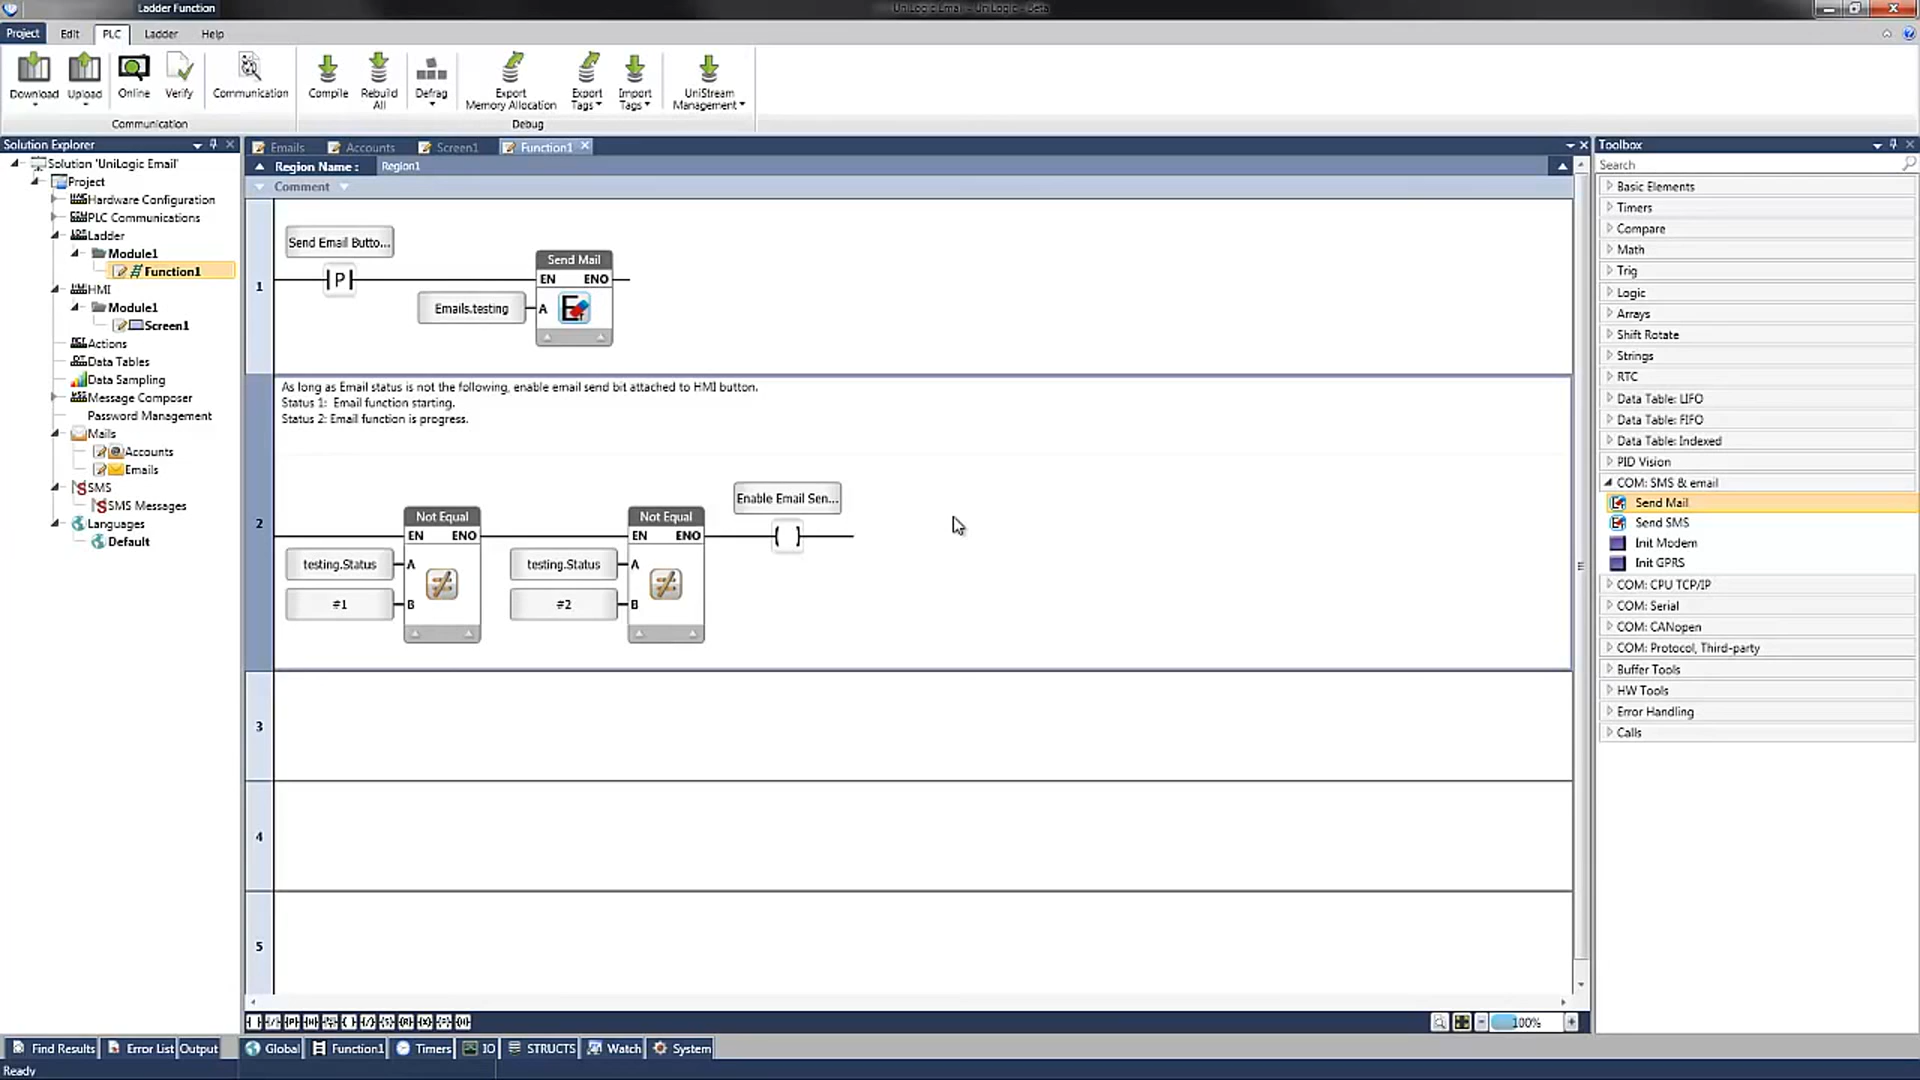 Ladder Function
UniLogic Email - UniLogic - Beta
Project Edit PLC Ladder Help
Download Upload Online Verify Communication Compile Rebuild All Defrag Export Memory Allocation Export Tags Import Tags UniStream Management
Communication Debug
Solution Explorer
Solution 'UniLogic Email'
Project
Hardware Configuration
PLC Communications
Ladder
Module1
Function1
HMI
Module1
Screen1
Actions
Data Tables
Data Sampling
Message Composer
Password Management
Mails
Accounts
Emails
SMS
SMS Messages
Languages
Default
Emails Accounts Screen1 Function1
Region Name : Region1
Comment
1
Send Email Butto...
P
Send Mail
EN ENO
Emails.testing A
As long as Email status is not the following, enable email send bit attached to HMI button.
Status 1: Email function starting.
Status 2: Email function is progress.
2
Enable Email Sen...
Not Equal Not Equal
EN ENO EN ENO
testing.Status A testing.Status A
#1 B #2 B
3
4
5
100%
Toolbox
Search
Basic Elements
Timers
Compare
Math
Trig
Logic
Arrays
Shift Rotate
Strings
RTC
Data Table: LIFO
Data Table: FIFO
Data Table: Indexed
PID Vision
COM: SMS & email
Send Mail
Send SMS
Init Modem
Init GPRS
COM: CPU TCP/IP
COM: Serial
COM: CANopen
COM: Protocol, Third-party
Buffer Tools
HW Tools
Error Handling
Calls
Find Results Error List Output Global Function1 Timers IO STRUCTS Watch System
Ready